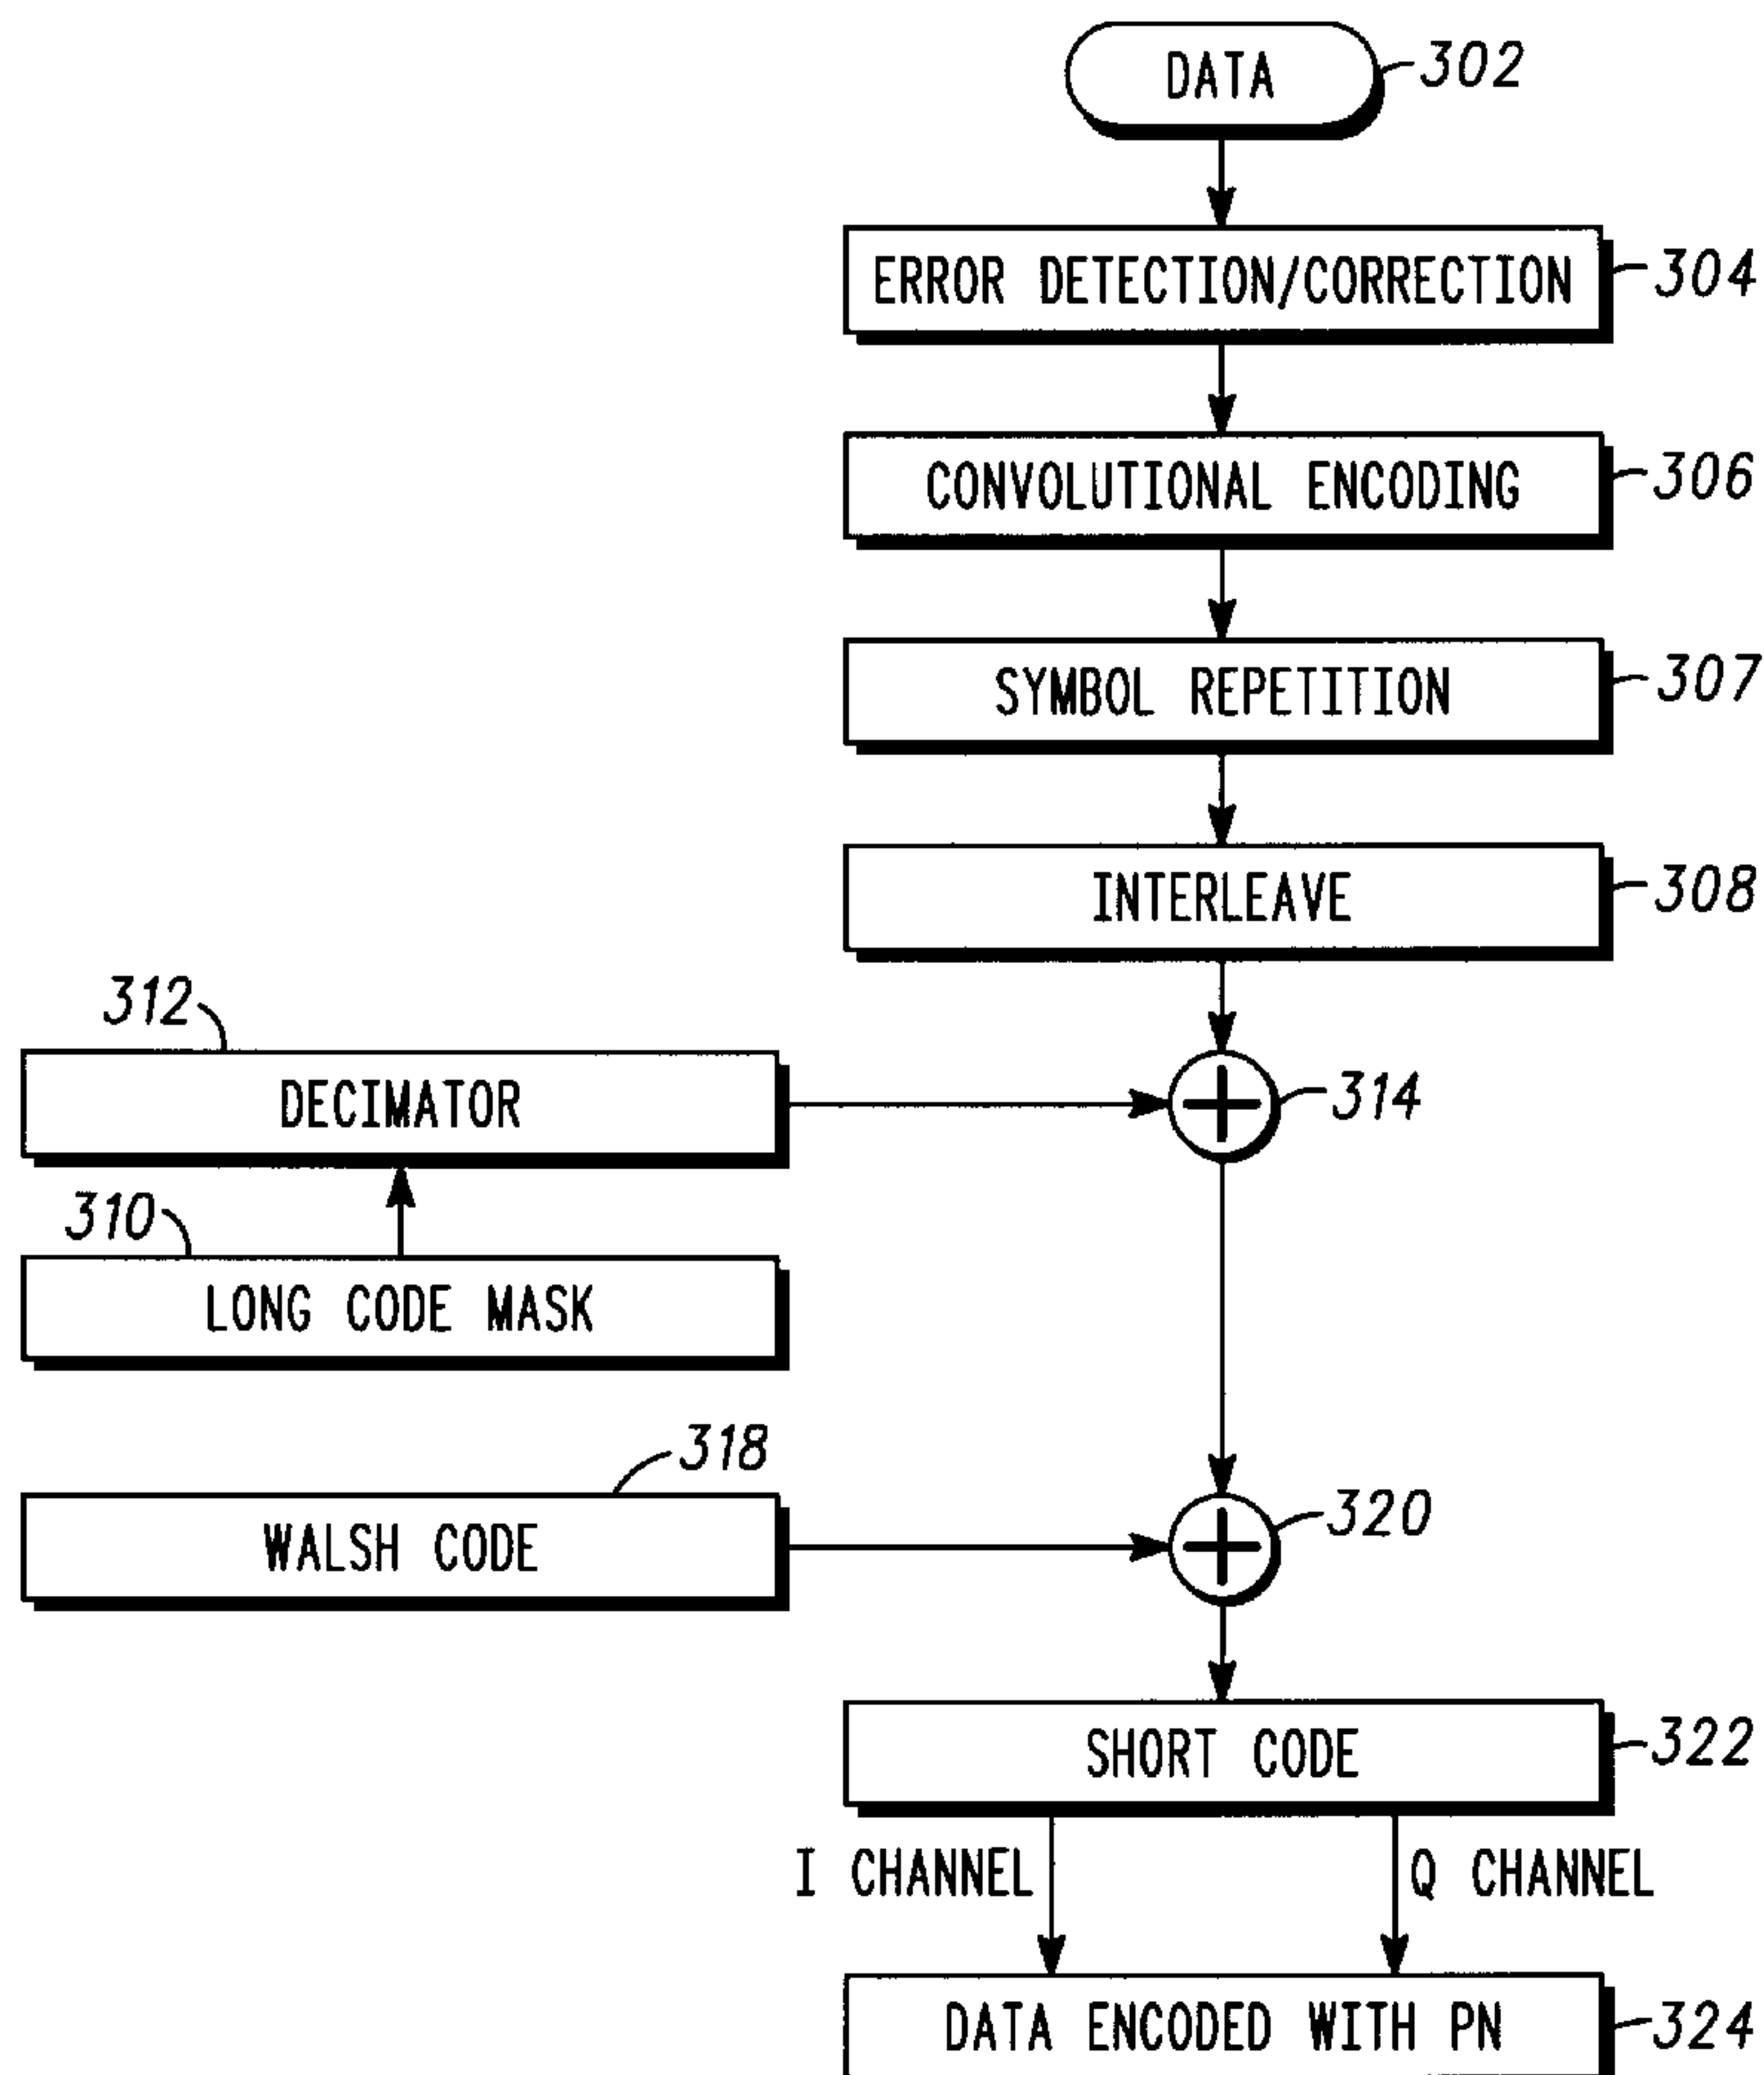 DATA 302
ERROR DETECTION/CORRECTION 304
CONVOLUTIONAL ENCODING 306
SYMBOL REPETITION 307
INTERLEAVE 308
312
DECIMATOR 314
310
LONG CODE MASK
318
WALSH CODE 320
SHORT CODE 322
I CHANNEL Q CHANNEL
DATA ENCODED WITH PN 324